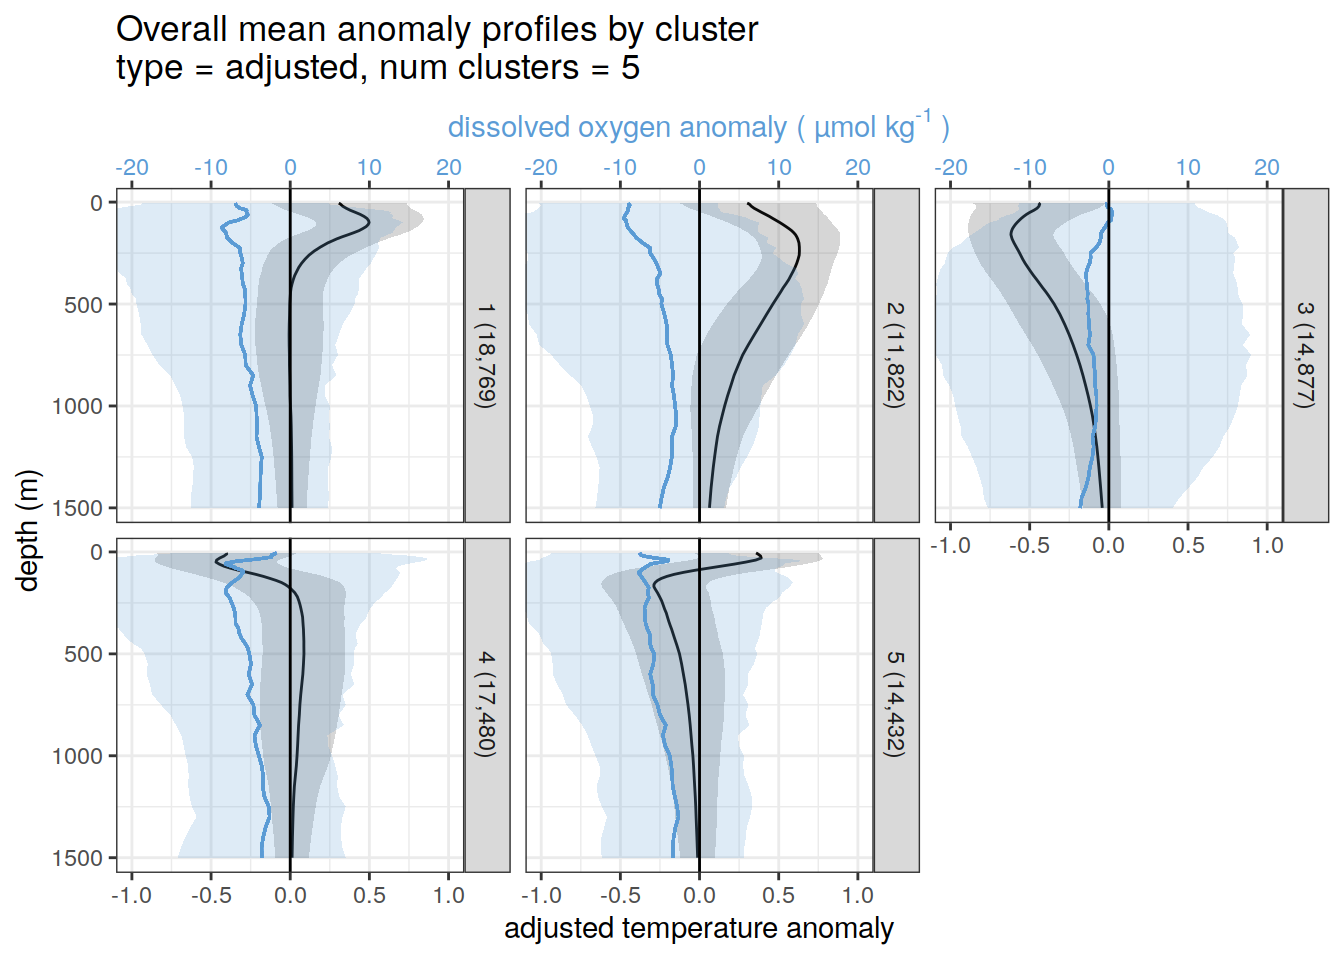 Overall mean anomaly profiles by cluster
type = adjusted, num clusters = 5
dissolved oxygen anomaly ( µmol kg⁻¹ )
-20 -10 0 10 20 -20 -10 0 10 20 -20 -10 0 10 20
0
500
1000
1500
1 (18,769)
2 (11,822)
3 (14,877)
-1.0 -0.5 0.0 0.5 1.0
depth (m)
0
500
1000
1500
4 (17,480)
5 (14,432)
-1.0 -0.5 0.0 0.5 1.0 -1.0 -0.5 0.0 0.5 1.0
adjusted temperature anomaly